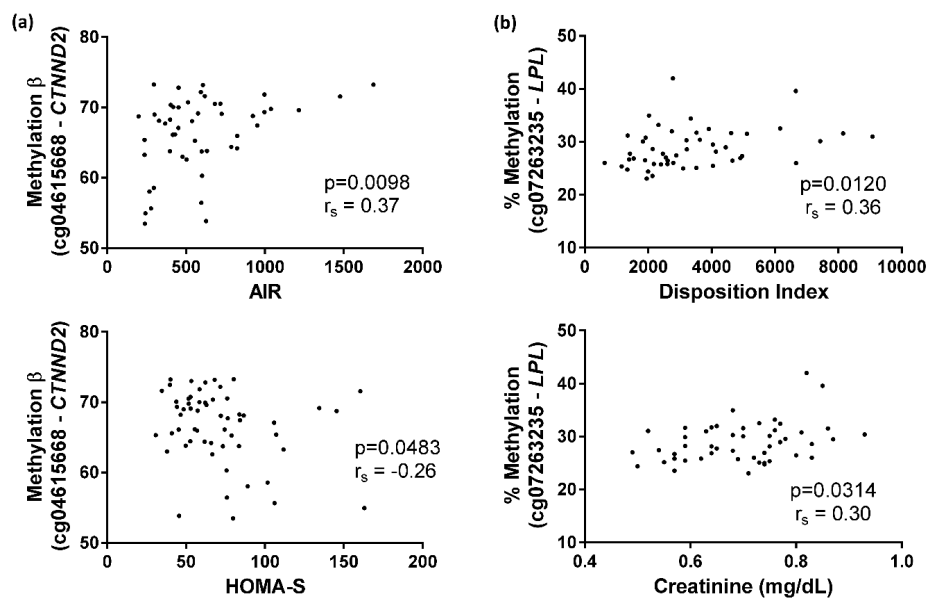 (a)
Methylation β
(cg04615668 - CTNND2)
80
70
60
50
0
500
1000
1500
2000
AIR
p=0.0098
rs = 0.37
(b)
% Methylation
(cg07263235 - LPL)
50
40
30
20
10
0
2000
4000
6000
8000
10000
Disposition Index
p=0.0120
rs = 0.36
Methylation β
(cg04615668 - CTNND2)
80
70
60
50
0
50
100
150
200
HOMA-S
p=0.0483
rs = -0.26
% Methylation
(cg07263235 - LPL)
50
40
30
20
10
0.4
0.6
0.8
1.0
Creatinine (mg/dL)
p=0.0314
rs = 0.30